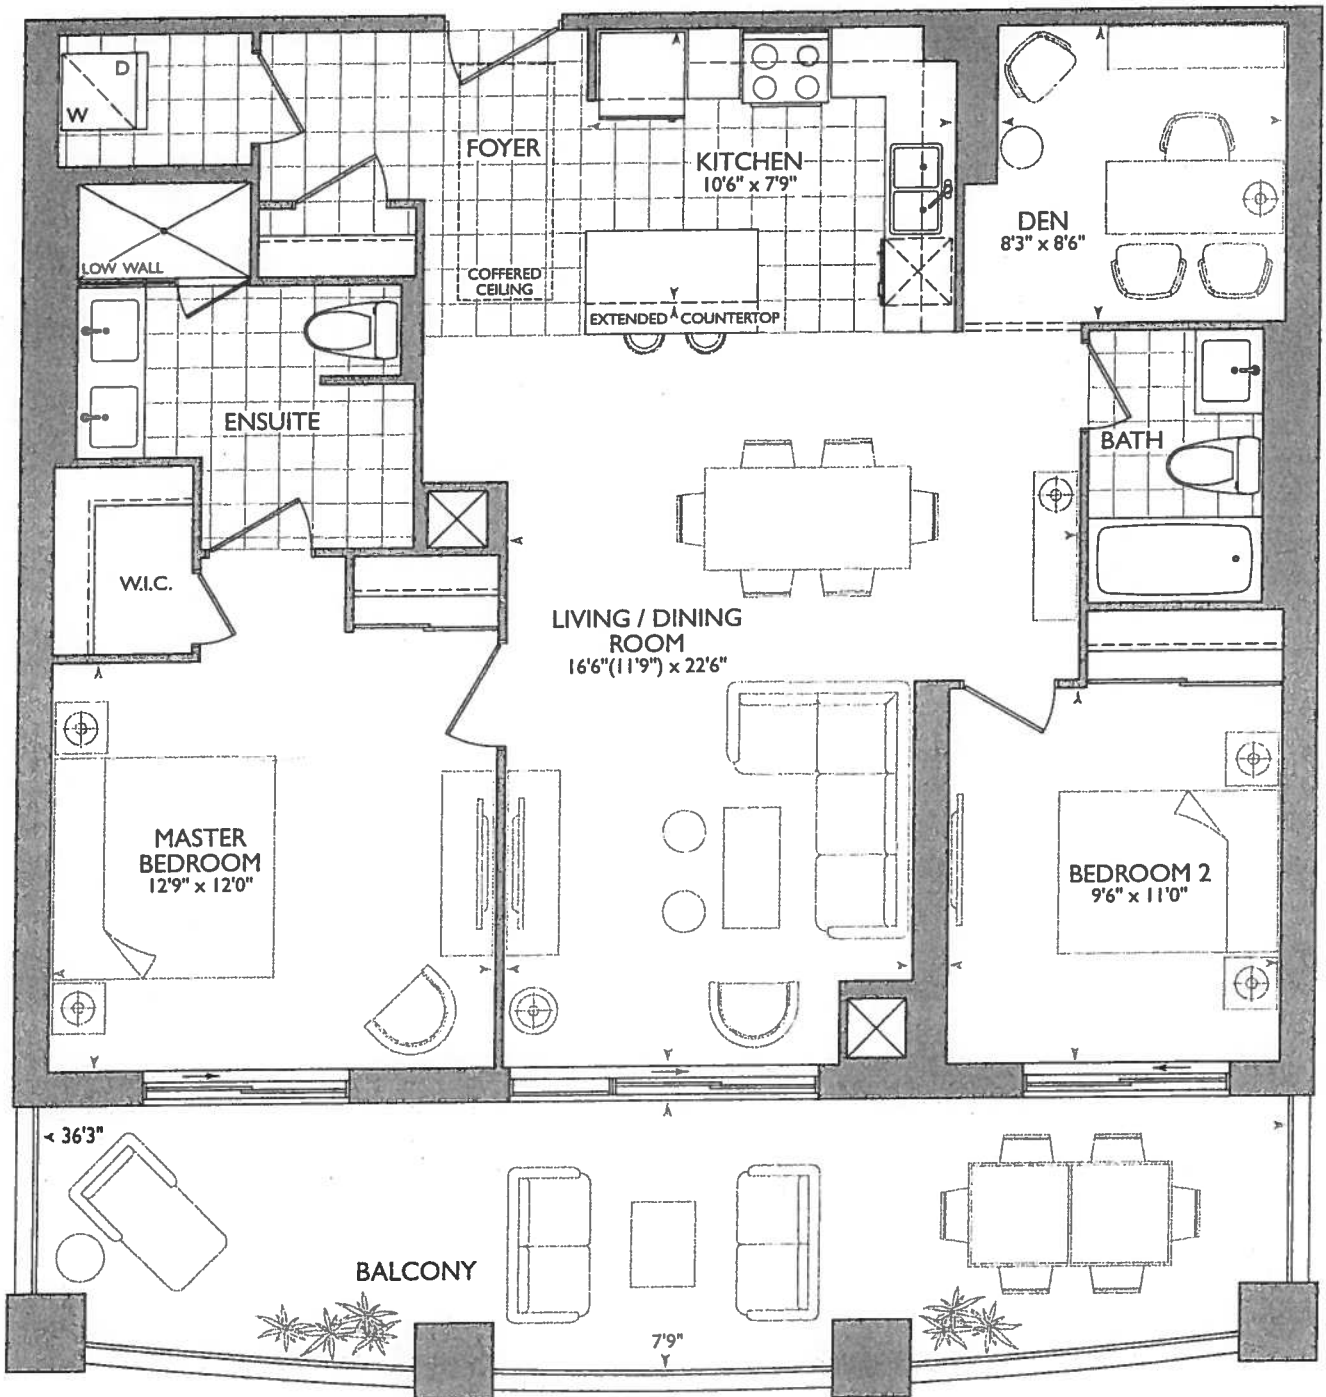 D
W
FOYER
KITCHEN
10'6" x 7'9"
DEN
8'3" x 8'6"
LOW WALL
COFFERED
CEILING
EXTENDED COUNTERTOP
ENSUITE
BATH
W.I.C.
LIVING / DINING
ROOM
16'6"(11'9") x 22'6"
MASTER
BEDROOM
12'9" x 12'0"
BEDROOM 2
9'6" x 11'0"
36'3"
BALCONY
7'9"